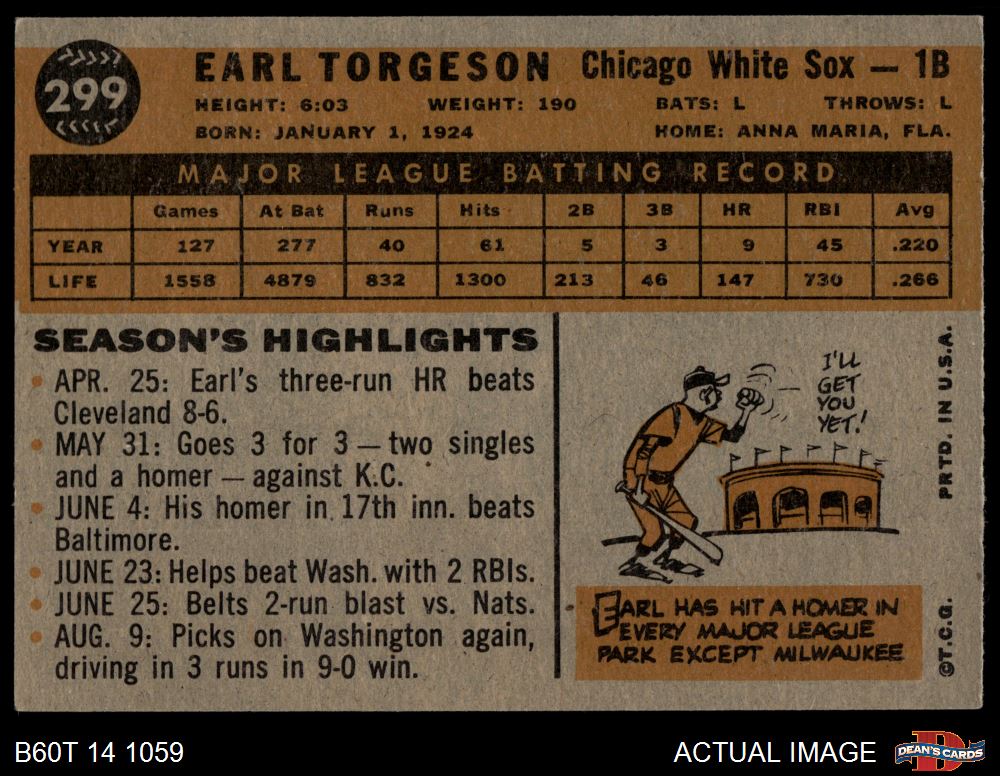 299
EARL TORGESON Chicago White Sox — 1B
HEIGHT: 6:03 WEIGHT: 190 BATS: L THROWS: L
BORN: JANUARY 1, 1924 HOME: ANNA MARIA, FLA.
MAJOR LEAGUE BATTING RECORD
Games At Bat Runs Hits 2B 3B HR RBI Avg
YEAR 127 277 40 61 5 3 9 45 .220
LIFE 1558 4879 832 1300 213 46 147 730 .266
SEASON'S HIGHLIGHTS
• APR. 25: Earl's three-run HR beats
Cleveland 8-6.
• MAY 31: Goes 3 for 3 — two singles
and a homer — against K.C.
• JUNE 4: His homer in 17th inn. beats
Baltimore.
• JUNE 23: Helps beat Wash. with 2 RBIs.
• JUNE 25: Belts 2-run blast vs. Nats.
• AUG. 9: Picks on Washington again,
driving in 3 runs in 9-0 win.
I'LL
GET
YOU
YET!
EARL HAS HIT A HOMER IN
EVERY MAJOR LEAGUE
PARK EXCEPT MILWAUKEE
PRTD. IN U.S.A.
©T.C.G.
B60T 14 1059
ACTUAL IMAGE
DEAN'S CARDS